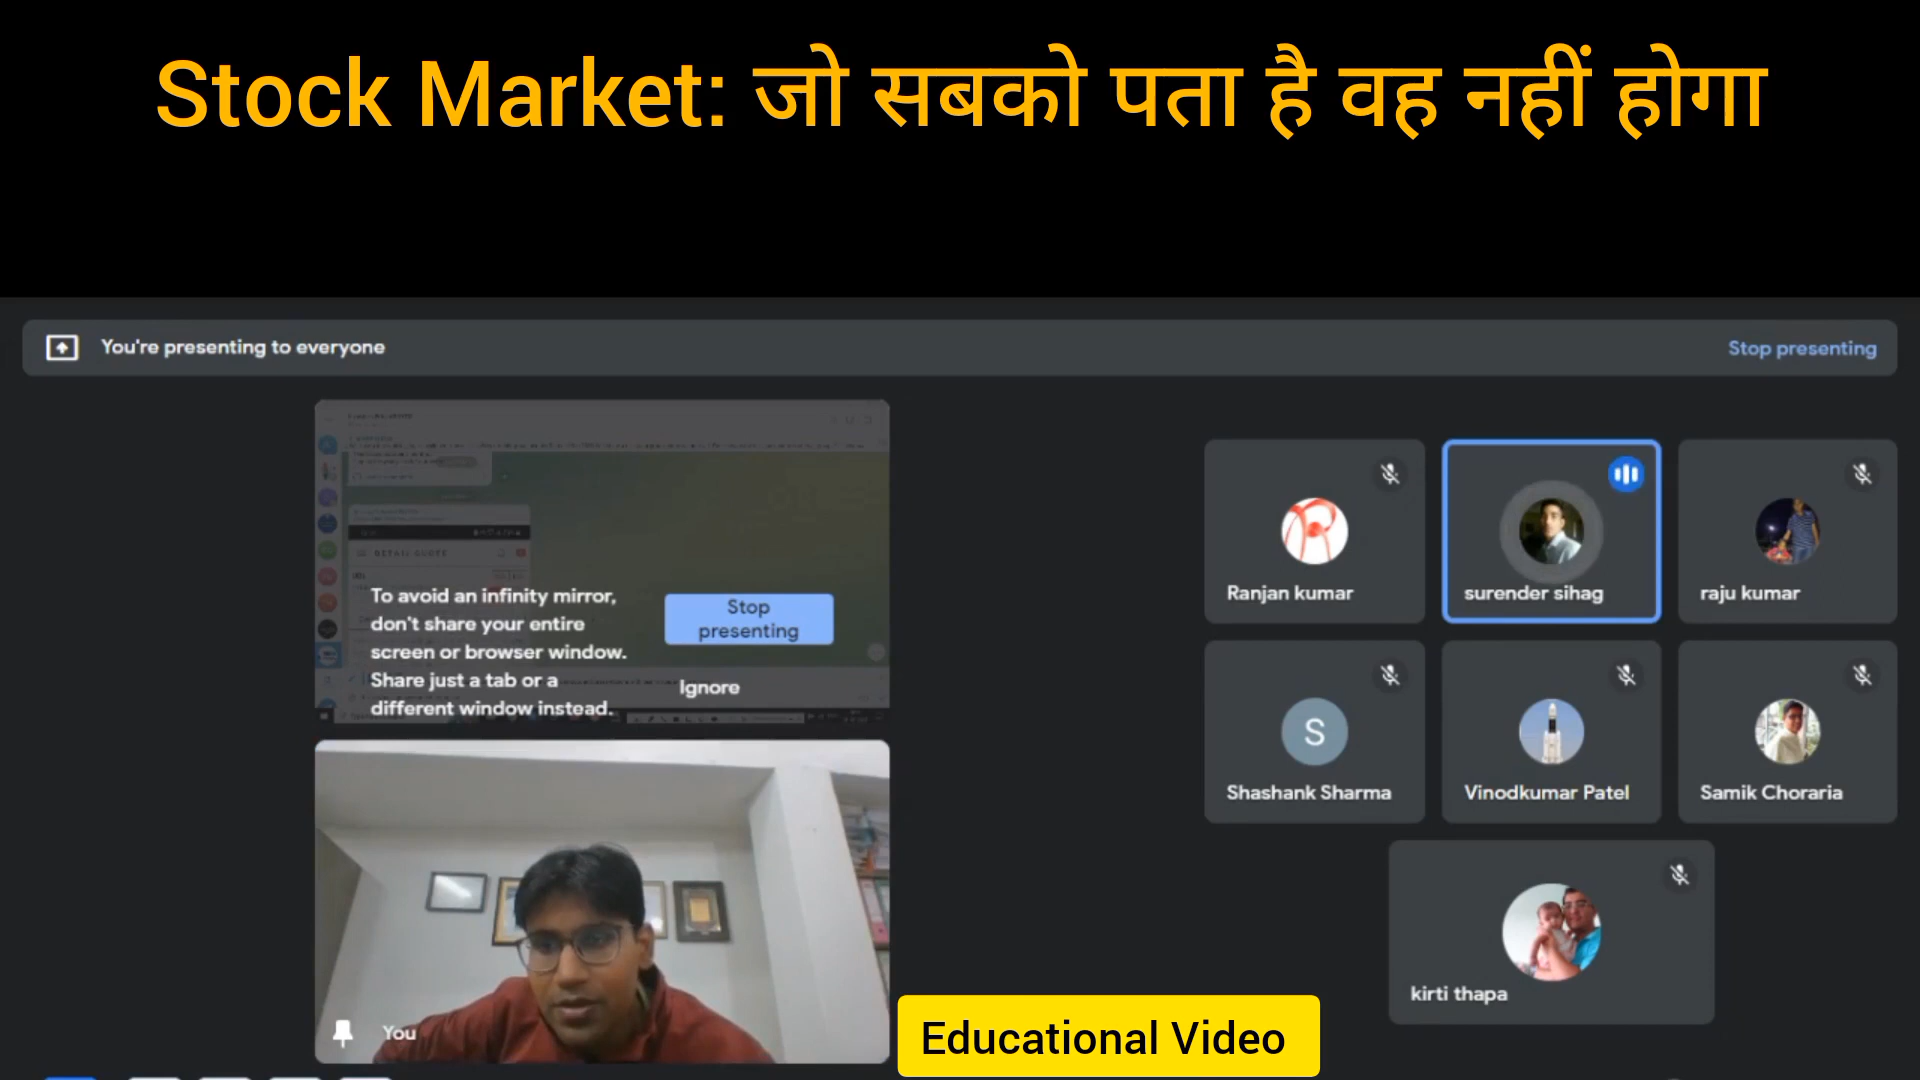 Stock Market: जो सबको पता है वह नहीं होगा
You're presenting to everyone
Stop presenting
DETAIL QUOTE
To avoid an infinity mirror,
don't share your entire
screen or browser window.
Share just a tab or a
different window instead.
Stop
presenting
Ignore
You
Ranjan kumar
surender sihag
raju kumar
S
Shashank Sharma
Vinodkumar Patel
Samik Choraria
kirti thapa
Educational Video